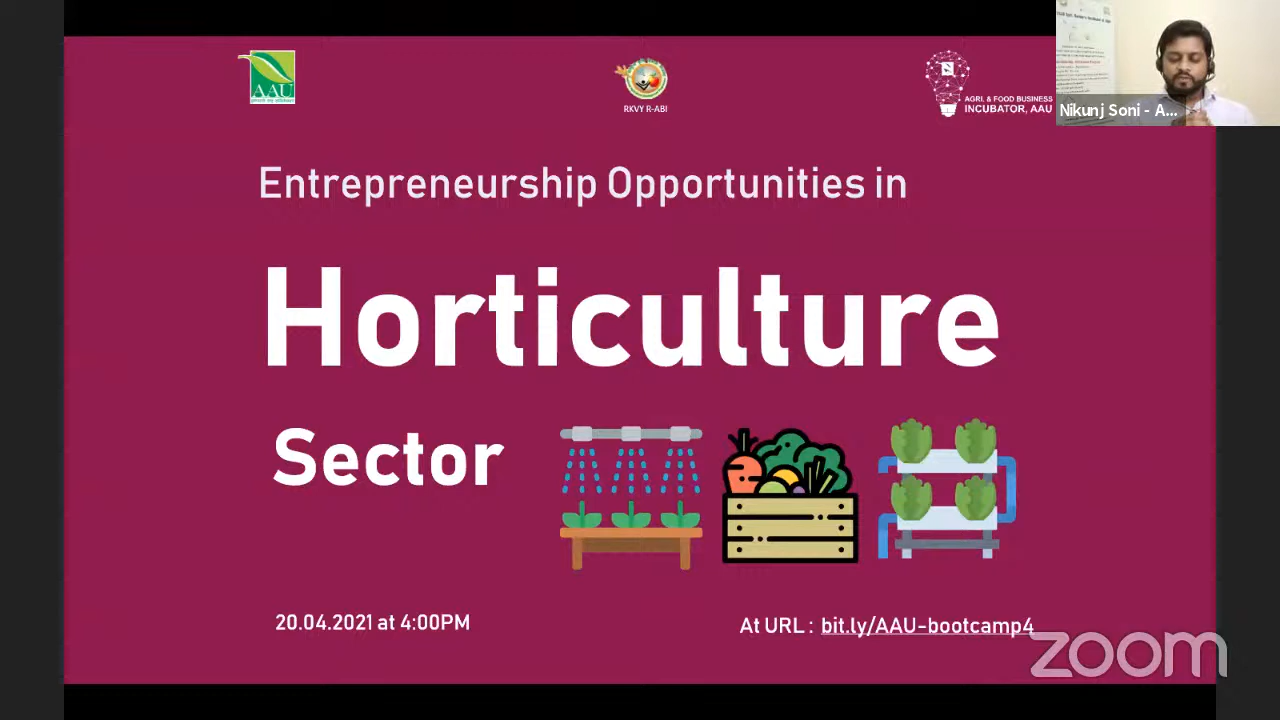 AAU
RKVY R-ABI
AGRI. & FOOD BUSINESS
INCUBATOR, AAU
Nikunj Soni - A...
Entrepreneurship Opportunities in
Horticulture
Sector
20.04.2021 at 4:00PM
At URL : bit.ly/AAU-bootcamp4
zoom